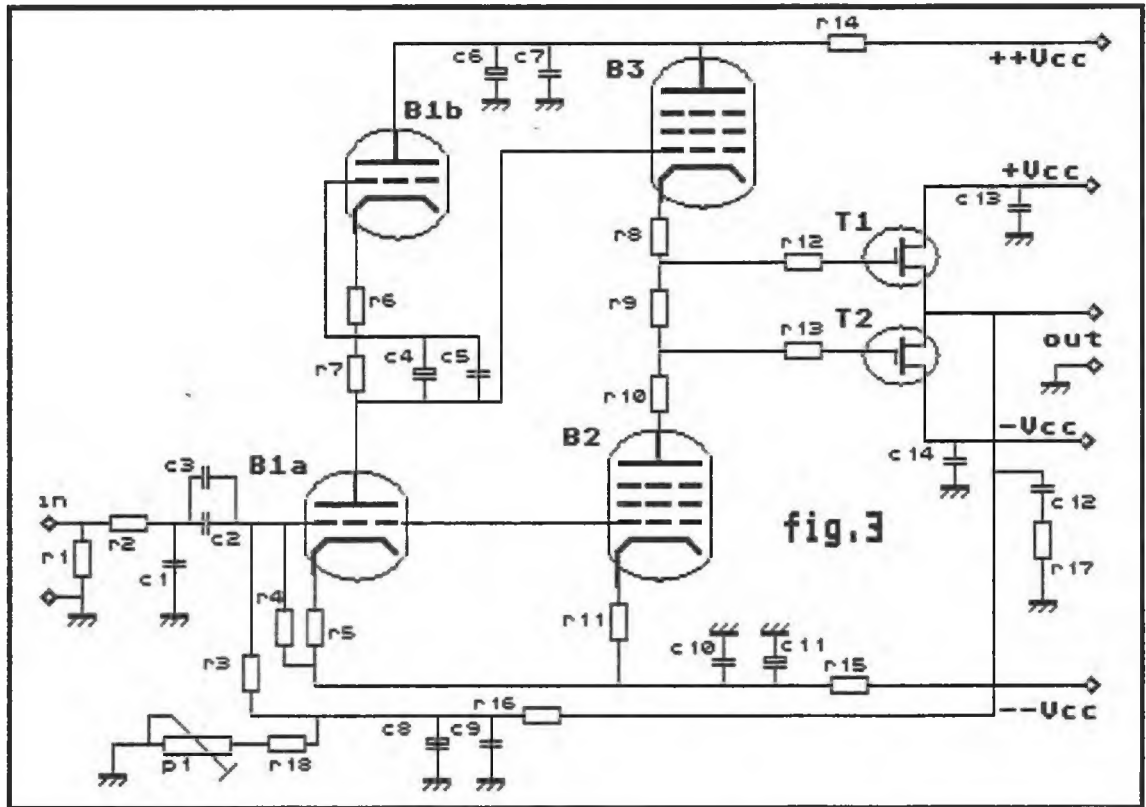 r14
++Vcc
c6
c7
B3
B1b
+Vcc
c13
T1
r8
r12
r6
r9
T2
out
r13
r7
c4
c5
r10
-Vcc
c14
c3
B1a
B2
c12
in
r2
c2
fig.3
r1
c1
r17
r4
r5
r11
c10
c11
r3
r15
--Vcc
r16
c8
c9
p1
r18